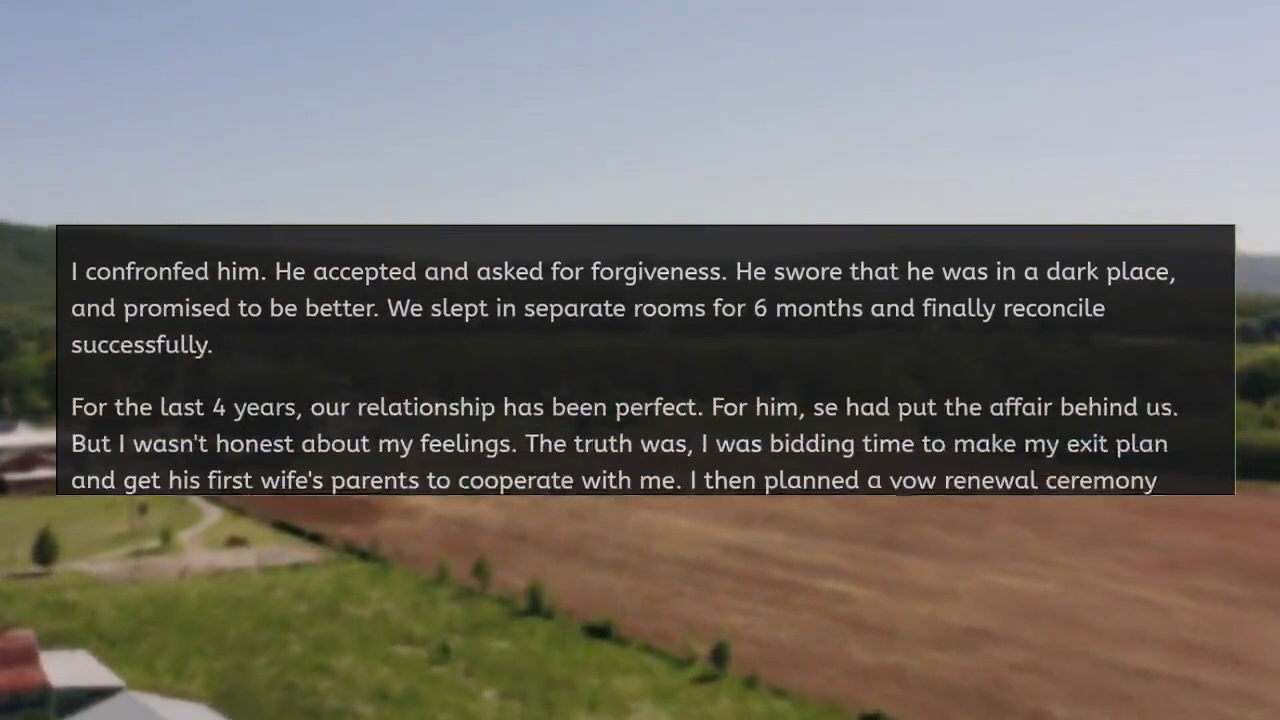 I confronfed him. He accepted and asked for forgiveness. He swore that he was in a dark place,
and promised to be better. We slept in separate rooms for 6 months and finally reconcile
successfully.
For the last 4 years, our relationship has been perfect. For him, se had put the affair behind us.
But I wasn't honest about my feelings. The truth was, I was bidding time to make my exit plan
and get his first wife's parents to cooperate with me. I then planned a vow renewal ceremony